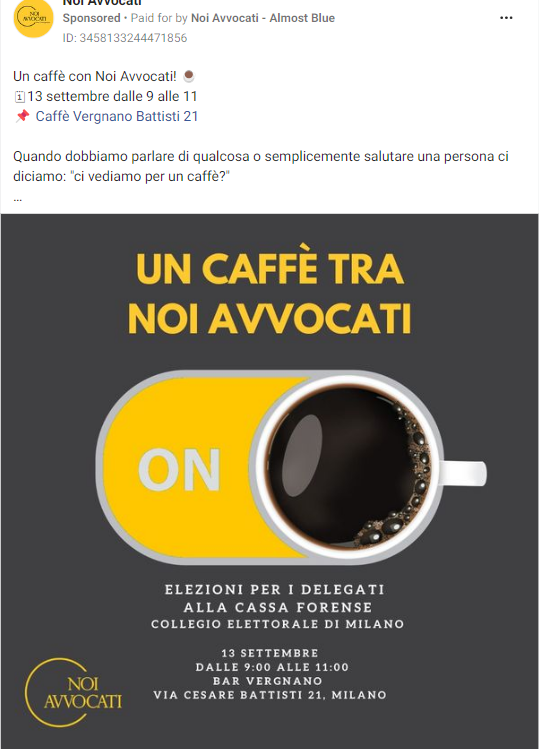 Noi Avvocati
NOI
AVVOCATI
Sponsored • Paid for by Noi Avvocati - Almost Blue
ID: 3458133244471856
Un caffè con Noi Avvocati! ☕
🗓13 settembre dalle 9 alle 11
📌 Caffè Vergnano Battisti 21
Quando dobbiamo parlare di qualcosa o semplicemente salutare una persona ci
diciamo: "ci vediamo per un caffè?"
...
UN CAFFÈ TRA
NOI AVVOCATI
ON
ELEZIONI PER I DELEGATI
ALLA CASSA FORENSE
COLLEGIO ELETTORALE DI MILANO
13 SETTEMBRE
DALLE 9:00 ALLE 11:00
BAR VERGNANO
VIA CESARE BATTISTI 21, MILANO
NOI
AVVOCATI